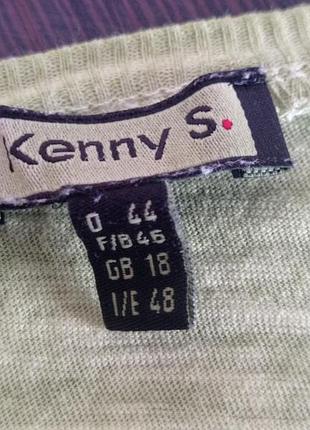 Kenny S.
D 44
F/B 46
GB 18
I/E 48